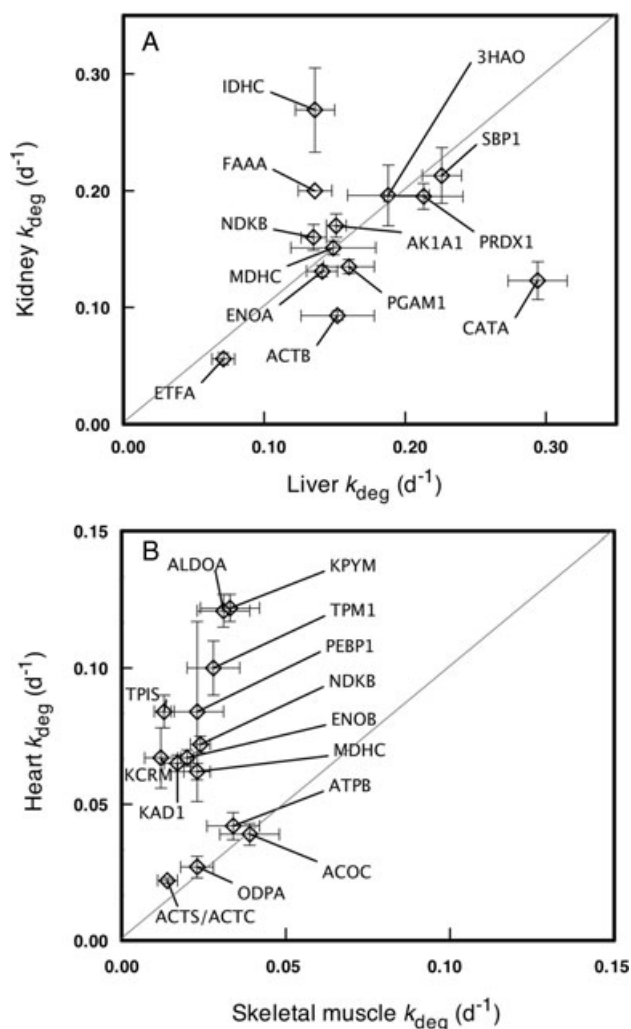 A
0.30
0.20
0.10
0.00
Kidney kdeg (d-1)
IDHC
3HAO
FAAA
SBP1
NDKB
AK1A1
PRDX1
MDHC
ENOA
PGAM1
ACTB
CATA
ETFA
0.00 0.10 0.20 0.30
Liver kdeg (d-1)
B
0.15
0.10
0.05
0.00
Heart kdeg (d-1)
ALDOA
KPYM
TPM1
PEBP1
TPIS
NDKB
ENOB
KCRM
MDHC
KAD1
ATPB
ACOC
ODPA
ACTS/ACTC
0.00 0.05 0.10 0.15
Skeletal muscle kdeg (d-1)